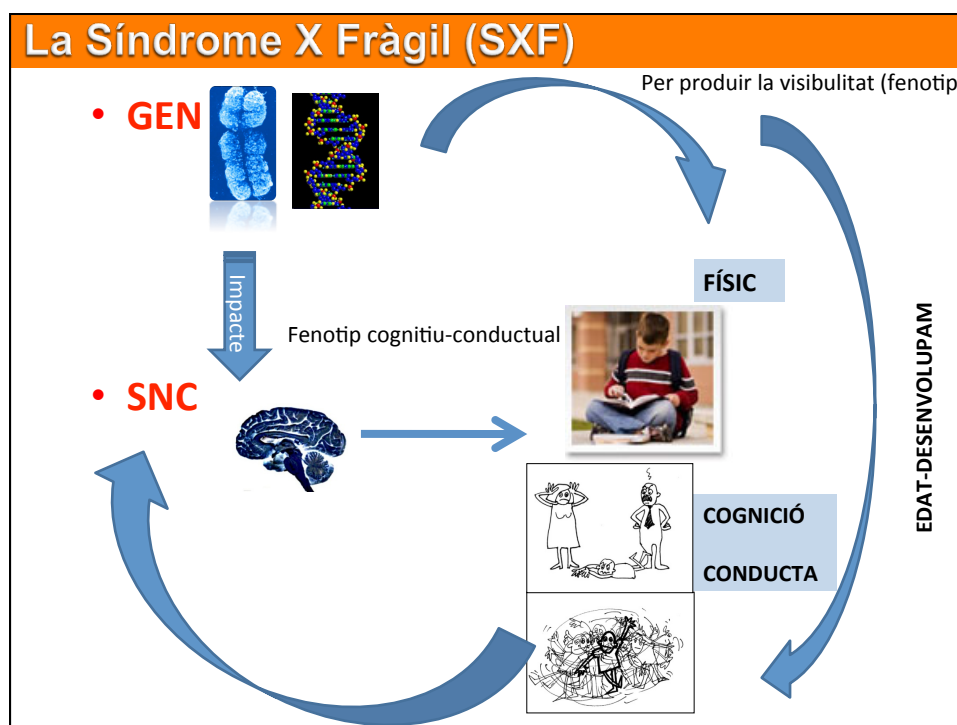 La Síndrome X Fràgil (SXF)
Per produir la visibulitat (fenotip
• GEN
Impacte
FÍSIC
Fenotip cognitiu-conductual
• SNC
COGNICIÓ
CONDUCTA
EDAT-DESENVOLUPAM